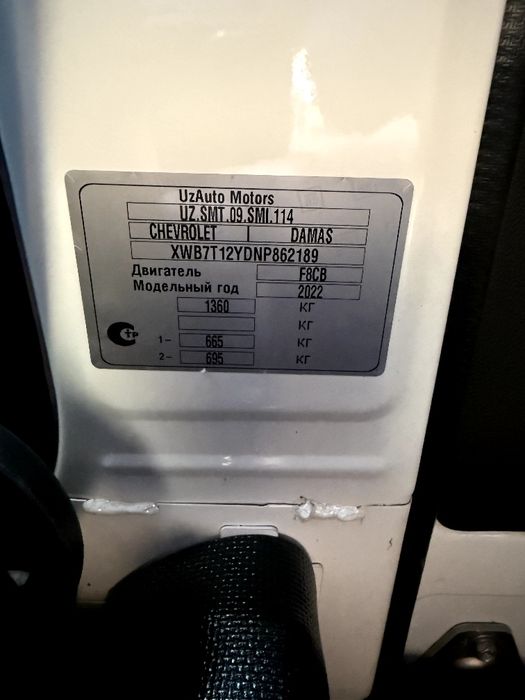 UzAuto Motors
UZ.SMT.09.SMI.114
CHEVROLET DAMAS
XWB7T12YDNP862189
Двигатель F8CB
Модельный год 2022
1360 КГ
КГ
1– 665 КГ
2– 695 КГ